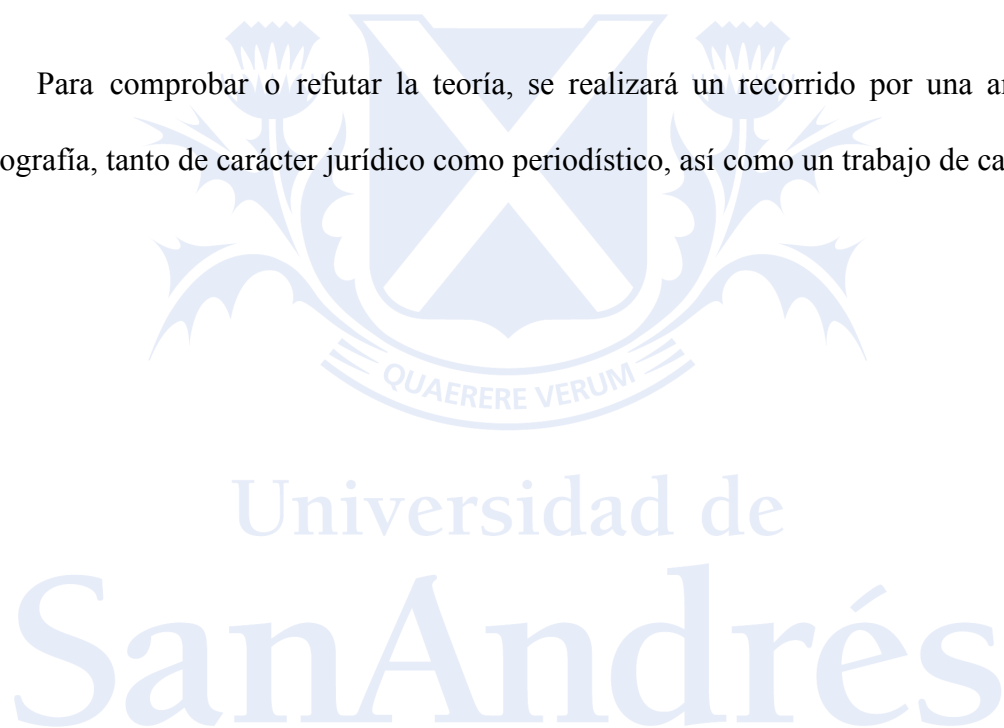 Para comprobar o refutar la teoría, se realizará un recorrido por una
tanto de carácter jurídico como periodístico, así como un trabajo de
QUAERERE VERUM
Universidad de
SanAndrés